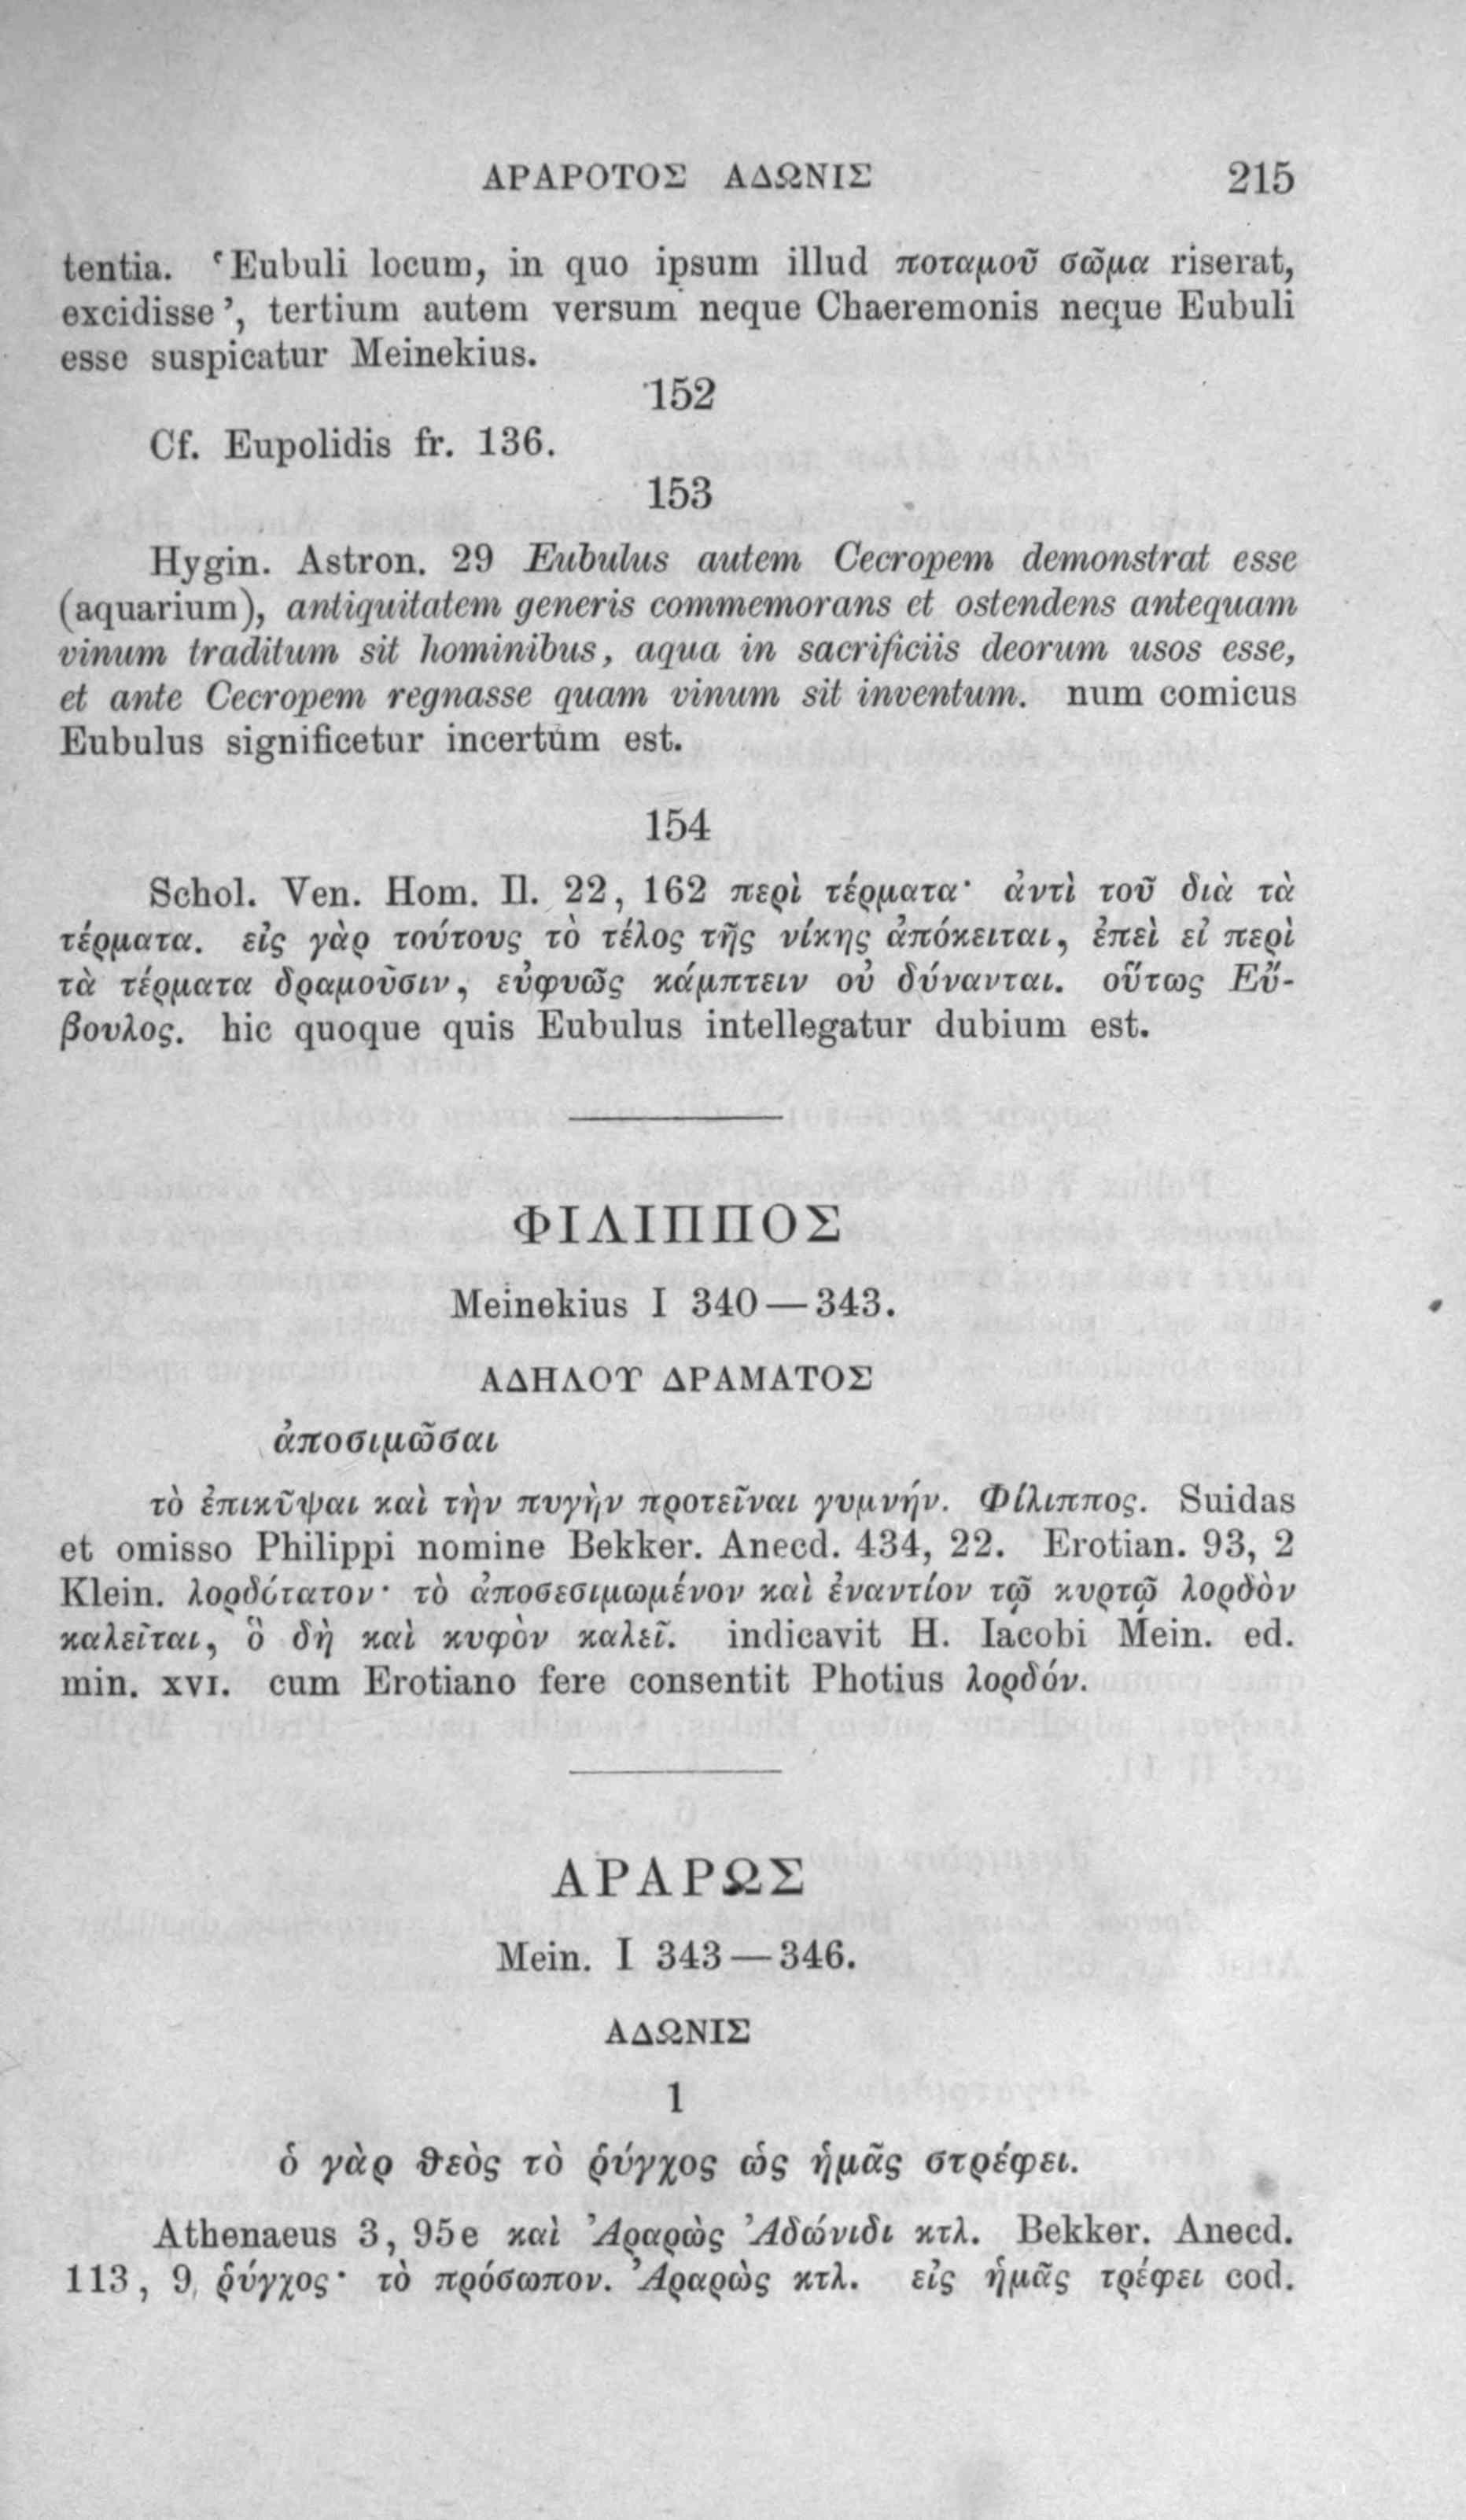 ΑΡΑΡΟΤΟΣ ΑΔΩΝΙΣ 215
tentia. ‘Eubuli locum, in quo ipsum illud ποταμοῦ σῶμα riserat,
excidisse’, tertium autem versum neque Chaeremonis neque Eubuli
esse suspicatur Meinekius.
152
Cf. Eupolidis fr. 136.
153
Hygin. Astron. 29 Eubulus autem Cecropem demonstrat esse
(aquarium), antiquitatem generis commemorans et ostendens antequam
vinum traditum sit hominibus, aqua in sacrificiis deorum usos esse,
et ante Cecropem regnasse quam vinum sit inventum. num comicus
Eubulus significetur incertum est.
154
Schol. Ven. Hom. Il. 22, 162 περὶ τέρματα· ἀντὶ τοῦ διὰ τὰ
τέρματα. εἰς γὰρ τούτους τὸ τέλος τῆς νίκης ἀπόκειται, ἐπεὶ εἰ περὶ
τὰ τέρματα δραμοῦσιν, εὐφυῶς κάμπτειν οὐ δύνανται. οὕτως Εὔ-
βουλος. hic quoque quis Eubulus intellegatur dubium est.
ΦΙΛΙΠΠΟΣ
Meinekius I 340—343.
ΑΔΗΛΟΥ ΔΡΑΜΑΤΟΣ
ἀποσιμῶσαι
τὸ ἐπικῦψαι καὶ τὴν πυγὴν προτεῖναι γυμνήν. Φίλιππος. Suidas
et omisso Philippi nomine Bekker. Anecd. 434, 22. Erotian. 93, 2
Klein. λορδότατον· τὸ ἀποσεσιμωμένον καὶ ἐναντίον τῷ κυρτῷ λορδὸν
καλεῖται, ὃ δὴ καὶ κυφὸν καλεῖ. indicavit H. Iacobi Mein. ed.
min. XVI. cum Erotiano fere consentit Photius λορδόν.
ΑΡΑΡΩΣ
Mein. I 343—346.
ΑΔΩΝΙΣ
1
ὁ γὰρ θεὸς τὸ ῥύγχος ὡς ἡμᾶς στρέφει.
Athenaeus 3, 95e καὶ Ἀραρὼς Ἀδώνιδι κτλ. Bekker. Anecd.
113, 9, ῥύγχος· τὸ πρόσωπον. Ἀραρὼς κτλ. εἰς ἡμᾶς τρέφει cod.